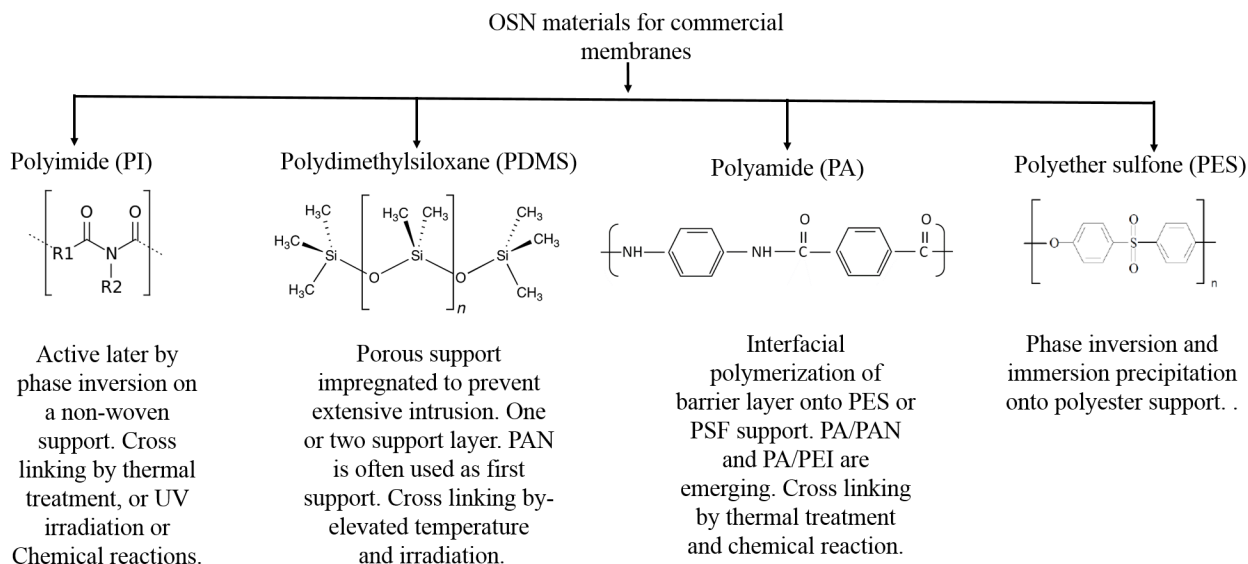 OSN materials for commercial
membranes
Polyimide (PI)
O O
R1 N
R2
Active later by
phase inversion on
a non-woven
support. Cross
linking by thermal
treatment, or UV
irradiation or
Chemical reactions.
Polydimethylsiloxane (PDMS)
H₃C H₃C CH₃ CH₃
H₃C CH₃
Si Si Si
H₃C O O CH₃
n
Porous support
impregnated to prevent
extensive intrusion. One
or two support layer. PAN
is often used as first
support. Cross linking by-
elevated temperature
and irradiation.
Polyamide (PA)
O O
NH NH C C
Interfacial
polymerization of
barrier layer onto PES or
PSF support. PA/PAN
and PA/PEI are
emerging. Cross linking
by thermal treatment
and chemical reaction.
Polyether sulfone (PES)
O
O S
O
n
Phase inversion and
immersion precipitation
onto polyester support. .